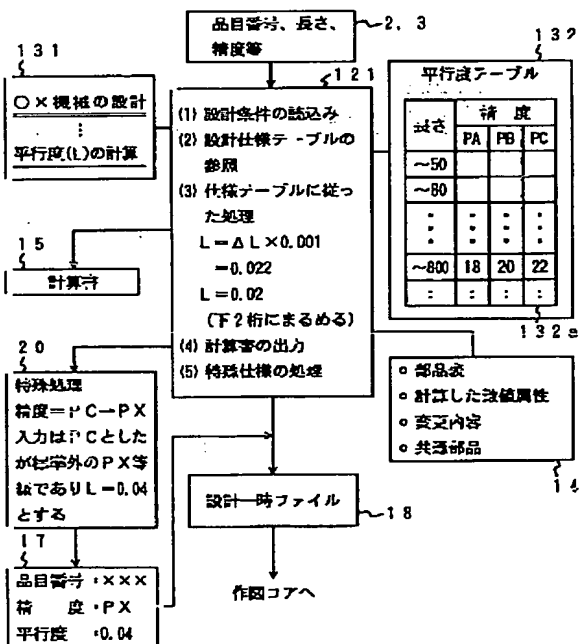 品目番号、長さ、
精度等
2, 3
131
○×機械の設計
⋮
平行度(L)の計算
121
(1) 設計条件の読込み
(2) 設計仕様テーブルの
参照
(3) 仕様テーブルに従っ
た処理
L=ΔL×0.001
=0.022
L=0.02
(下2桁にまるめる)
(4) 計算書の出力
(5) 特殊仕様の処理
132
平行度テーブル
長さ 精度
PA PB PC
~50
~80
⋮ ⋮ ⋮ ⋮
~800 18 20 22
: : : :
132a
15
計算書
20
特殊処理
精度=PC→PX
入力はPCとした
が標準外のPX等
級でありL=0.04
とする
○ 部品表
○ 計算した数値属性
○ 変更内容
○ 共通部品
14
設計一時ファイル
18
作図コアへ
17
品目番号:×××
精 度:PX
平行度 :0.04